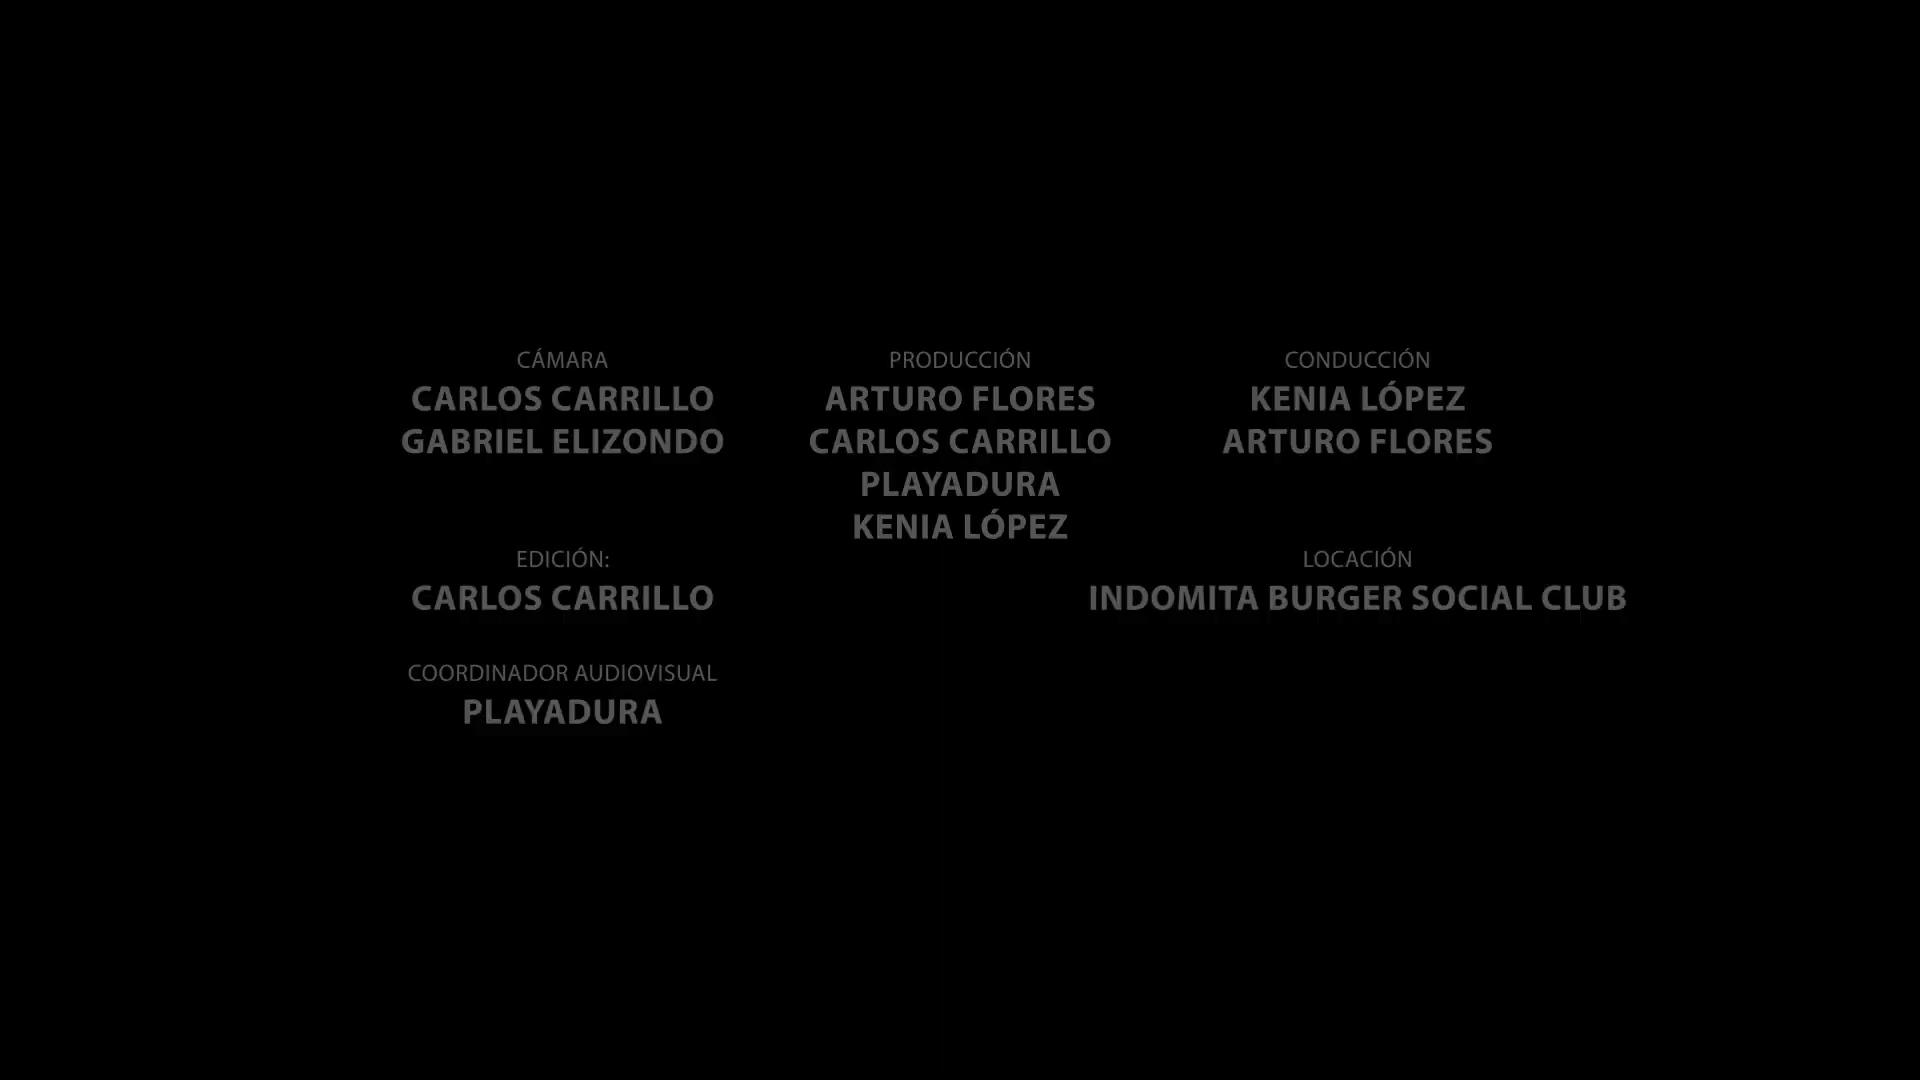 CÁMARA
CARLOS CARRILLO
GABRIEL ELIZONDO
PRODUCCIÓN
ARTURO FLORES
CARLOS CARRILLO
PLAYADURA
KENIA LÓPEZ
CONDUCCIÓN
KENIA LÓPEZ
ARTURO FLORES
EDICIÓN:
CARLOS CARRILLO
LOCACIÓN
INDOMITA BURGER SOCIAL CLUB
COORDINADOR AUDIOVISUAL
PLAYADURA